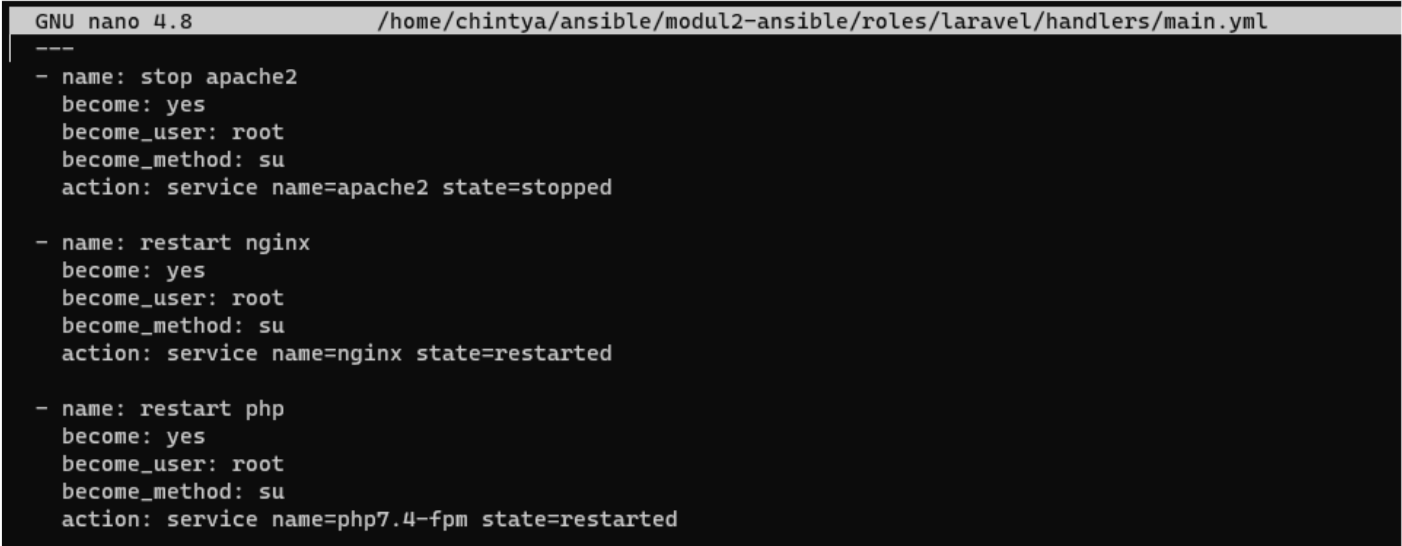 GNU nano 4.8 /home/chintya/ansible/modul2-ansible/roles/laravel/handlers/main.yml
---
- name: stop apache2
  become: yes
  become_user: root
  become_method: su
  action: service name=apache2 state=stopped

- name: restart nginx
  become: yes
  become_user: root
  become_method: su
  action: service name=nginx state=restarted

- name: restart php
  become: yes
  become_user: root
  become_method: su
  action: service name=php7.4-fpm state=restarted